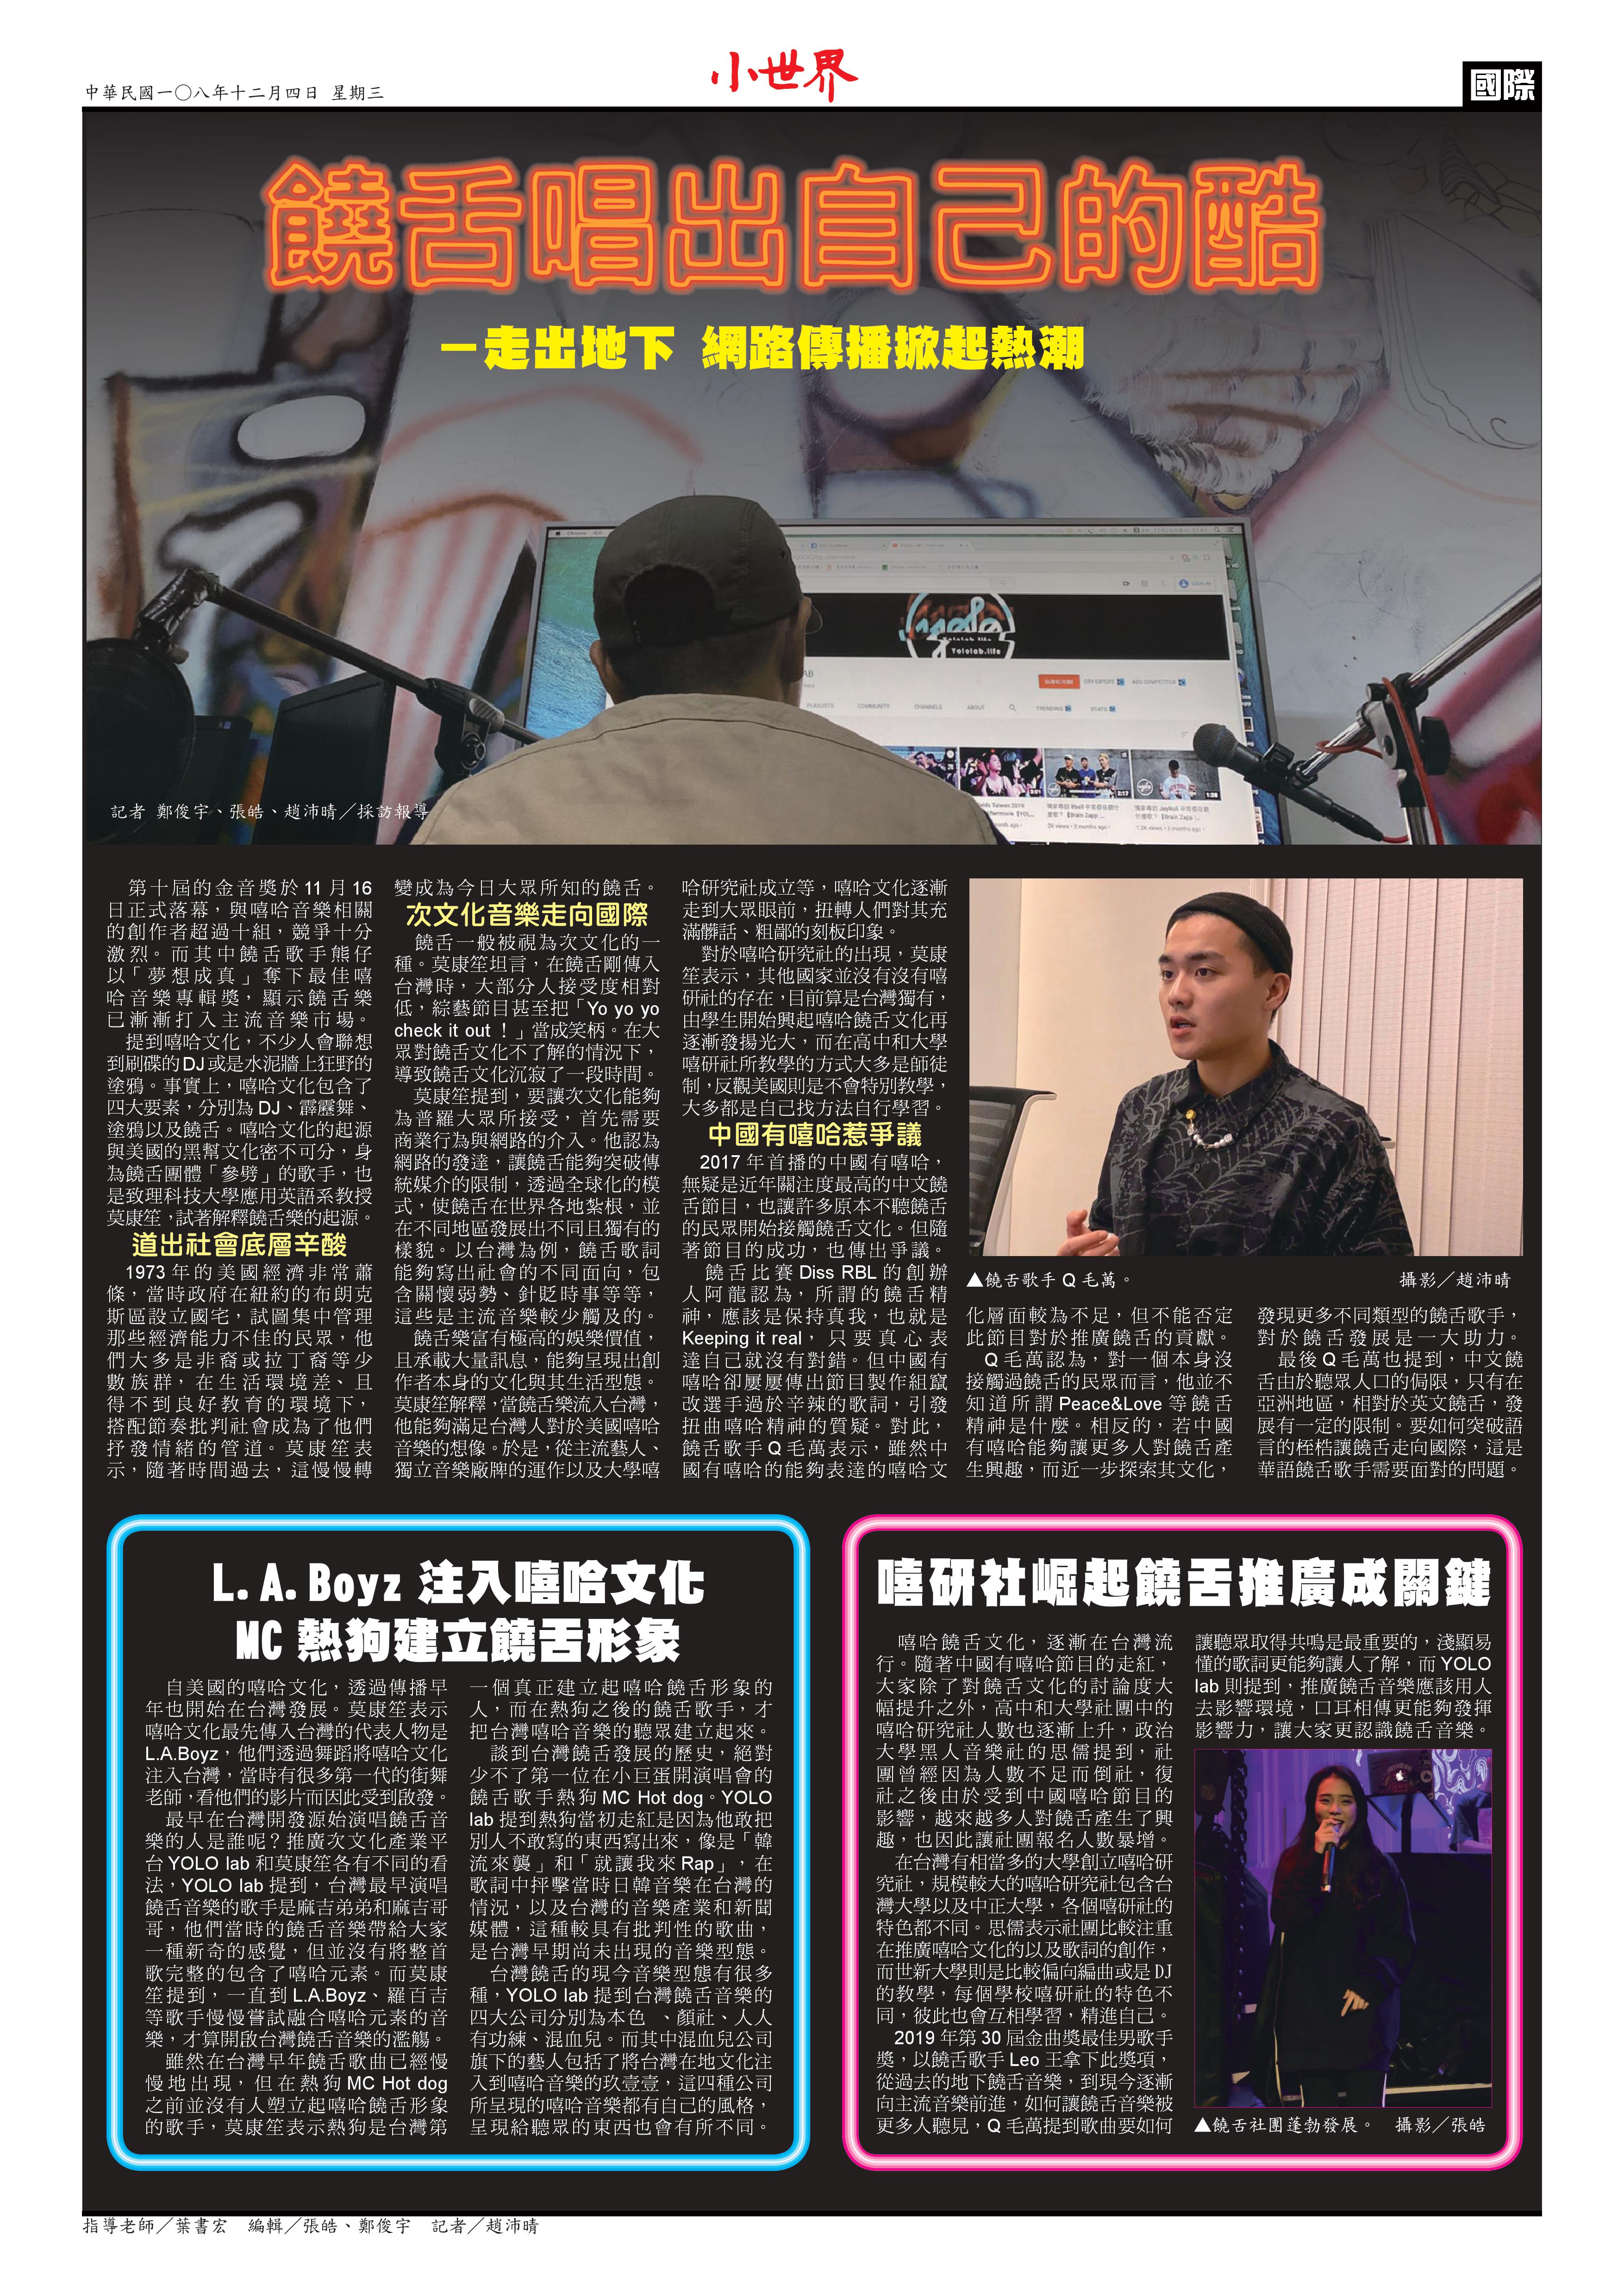 中華民國一〇八年十二月四日 星期三
小世界
國際
饒舌唱出自己的酷
－走出地下 網路傳播掀起熱潮
Yololab.life
SUBSCRIBE
PLAYLISTS
COMMUNITY
CHANNELS
ABOUT
記者 鄭俊宇、張皓、趙沛晴／採訪報導
第十屆的金音獎於 11 月 16
日正式落幕，與嘻哈音樂相關
的創作者超過十組，競爭十分
激烈。而其中饒舌歌手熊仔
以「夢想成真」奪下最佳嘻
哈音樂專輯獎，顯示饒舌樂
已漸漸打入主流音樂市場。
提到嘻哈文化，不少人會聯想
到刷碟的 DJ 或是水泥牆上狂野的
塗鴉。事實上，嘻哈文化包含了
四大要素，分別為 DJ、霹靂舞、
塗鴉以及饒舌。嘻哈文化的起源
與美國的黑幫文化密不可分，身
為饒舌團體「參劈」的歌手，也
是致理科技大學應用英語系教授
莫康笙，試著解釋饒舌樂的起源。
道出社會底層辛酸
1973 年的美國經濟非常蕭
條，當時政府在紐約的布朗克
斯區設立國宅，試圖集中管理
那些經濟能力不佳的民眾，他
們大多是非裔或拉丁裔等少
數族群，在生活環境差、且
得不到良好教育的環境下，
搭配節奏批判社會成為了他們
抒發情緒的管道。莫康笙表
示，隨著時間過去，這慢慢轉
變成為今日大眾所知的饒舌。
次文化音樂走向國際
饒舌一般被視為次文化的一
種。莫康笙坦言，在饒舌剛傳入
台灣時，大部分人接受度相對
低，綜藝節目甚至把「Yo yo yo
check it out ！」當成笑柄。在大
眾對饒舌文化不了解的情況下，
導致饒舌文化沉寂了一段時間。
莫康笙提到，要讓次文化能夠
為普羅大眾所接受，首先需要
商業行為與網路的介入。他認為
網路的發達，讓饒舌能夠突破傳
統媒介的限制，透過全球化的模
式，使饒舌在世界各地紮根，並
在不同地區發展出不同且獨有的
樣貌。以台灣為例，饒舌歌詞
能夠寫出社會的不同面向，包
含關懷弱勢、針貶時事等等，
這些是主流音樂較少觸及的。
饒舌樂富有極高的娛樂價值，
且承載大量訊息，能夠呈現出創
作者本身的文化與其生活型態。
莫康笙解釋，當饒舌樂流入台灣，
他能夠滿足台灣人對於美國嘻哈
音樂的想像。於是，從主流藝人、
獨立音樂廠牌的運作以及大學嘻
哈研究社成立等，嘻哈文化逐漸
走到大眾眼前，扭轉人們對其充
滿髒話、粗鄙的刻板印象。
對於嘻哈研究社的出現，莫康
笙表示，其他國家並沒有沒有嘻
研社的存在，目前算是台灣獨有，
由學生開始興起嘻哈饒舌文化再
逐漸發揚光大，而在高中和大學
嘻研社所教學的方式大多是師徒
制，反觀美國則是不會特別教學，
大多都是自己找方法自行學習。
中國有嘻哈惹爭議
2017 年首播的中國有嘻哈，
無疑是近年關注度最高的中文饒
舌節目，也讓許多原本不聽饒舌
的民眾開始接觸饒舌文化。但隨
著節目的成功，也傳出爭議。
饒舌比賽 Diss RBL 的創辦
人阿龍認為，所謂的饒舌精
神，應該是保持真我，也就是
Keeping it real，只要真心表
達自己就沒有對錯。但中國有
嘻哈卻屢屢傳出節目製作組竄
改選手過於辛辣的歌詞，引發
扭曲嘻哈精神的質疑。對此，
饒舌歌手 Q 毛萬表示，雖然中
國有嘻哈的能夠表達的嘻哈文
▲饒舌歌手 Q 毛萬。 攝影／趙沛晴
化層面較為不足，但不能否定
此節目對於推廣饒舌的貢獻。
Q 毛萬認為，對一個本身沒
接觸過饒舌的民眾而言，他並不
知道所謂 Peace&Love 等饒舌
精神是什麼。相反的，若中國
有嘻哈能夠讓更多人對饒舌產
生興趣，而近一步探索其文化，
發現更多不同類型的饒舌歌手，
對於饒舌發展是一大助力。
最後 Q 毛萬也提到，中文饒
舌由於聽眾人口的侷限，只有在
亞洲地區，相對於英文饒舌，發
展有一定的限制。要如何突破語
言的桎梏讓饒舌走向國際，這是
華語饒舌歌手需要面對的問題。
L.A.Boyz 注入嘻哈文化
MC 熱狗建立饒舌形象
自美國的嘻哈文化，透過傳播早
年也開始在台灣發展。莫康笙表示
嘻哈文化最先傳入台灣的代表人物是
L.A.Boyz，他們透過舞蹈將嘻哈文化
注入台灣，當時有很多第一代的街舞
老師，看他們的影片而因此受到啟發。
最早在台灣開發源始演唱饒舌音
樂的人是誰呢？推廣次文化產業平
台 YOLO lab 和莫康笙各有不同的看
法，YOLO lab 提到，台灣最早演唱
饒舌音樂的歌手是麻吉弟弟和麻吉哥
哥，他們當時的饒舌音樂帶給大家
一種新奇的感覺，但並沒有將整首
歌完整的包含了嘻哈元素。而莫康
笙提到，一直到 L.A.Boyz、羅百吉
等歌手慢慢嘗試融合嘻哈元素的音
樂，才算開啟台灣饒舌音樂的濫觴。
雖然在台灣早年饒舌歌曲已經慢
慢地出現，但在熱狗 MC Hot dog
之前並沒有人塑立起嘻哈饒舌形象
的歌手，莫康笙表示熱狗是台灣第
一個真正建立起嘻哈饒舌形象的
人，而在熱狗之後的饒舌歌手，才
把台灣嘻哈音樂的聽眾建立起來。
談到台灣饒舌發展的歷史，絕對
少不了第一位在小巨蛋開演唱會的
饒舌歌手熱狗 MC Hot dog。YOLO
lab 提到熱狗當初走紅是因為他敢把
別人不敢寫的東西寫出來，像是「韓
流來襲」和「就讓我來 Rap」，在
歌詞中抨擊當時日韓音樂在台灣的
情況，以及台灣的音樂產業和新聞
媒體，這種較具有批判性的歌曲，
是台灣早期尚未出現的音樂型態。
台灣饒舌的現今音樂型態有很多
種，YOLO lab 提到台灣饒舌音樂的
四大公司分別為本色 、顏社、人人
有功練、混血兒。而其中混血兒公司
旗下的藝人包括了將台灣在地文化注
入到嘻哈音樂的玖壹壹，這四種公司
所呈現的嘻哈音樂都有自己的風格，
呈現給聽眾的東西也會有所不同。
嘻研社崛起饒舌推廣成關鍵
嘻哈饒舌文化，逐漸在台灣流
行。隨著中國有嘻哈節目的走紅，
大家除了對饒舌文化的討論度大
幅提升之外，高中和大學社團中的
嘻哈研究社人數也逐漸上升，政治
大學黑人音樂社的思儒提到，社
團曾經因為人數不足而倒社，復
社之後由於受到中國嘻哈節目的
影響，越來越多人對饒舌產生了興
趣，也因此讓社團報名人數暴增。
在台灣有相當多的大學創立嘻哈研
究社，規模較大的嘻哈研究社包含台
灣大學以及中正大學，各個嘻研社的
特色都不同。思儒表示社團比較注重
在推廣嘻哈文化的以及歌詞的創作，
而世新大學則是比較偏向編曲或是 DJ
的教學，每個學校嘻研社的特色不
同，彼此也會互相學習，精進自己。
2019 年第 30 屆金曲獎最佳男歌手
獎，以饒舌歌手 Leo 王拿下此獎項，
從過去的地下饒舌音樂，到現今逐漸
向主流音樂前進，如何讓饒舌音樂被
更多人聽見，Q 毛萬提到歌曲要如何
讓聽眾取得共鳴是最重要的，淺顯易
懂的歌詞更能夠讓人了解，而 YOLO
lab 則提到，推廣饒舌音樂應該用人
去影響環境，口耳相傳更能夠發揮
影響力，讓大家更認識饒舌音樂。
▲饒舌社團蓬勃發展。 攝影／張皓
指導老師／葉書宏 編輯／張皓、鄭俊宇 記者／趙沛晴